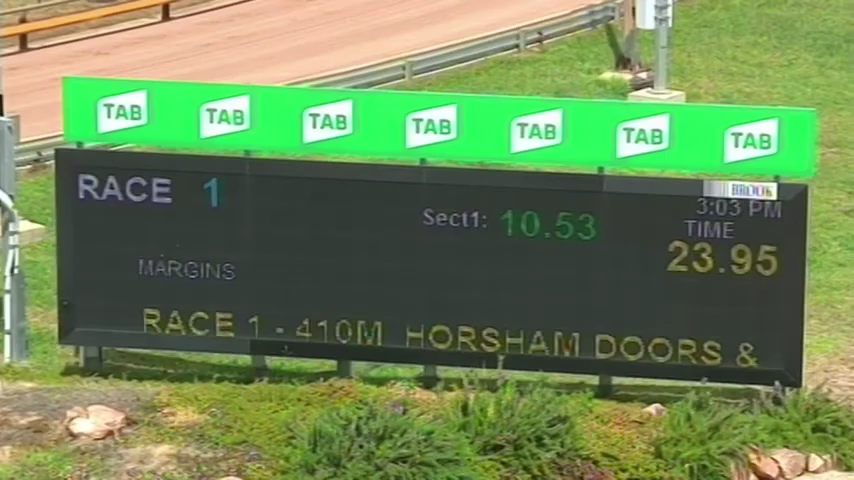 TAB TAB TAB TAB TAB TAB TAB
BROOK
RACE 1
3:03 PM
Sect1: 10.53
TIME
23.95
MARGINS
RACE 1 - 410M HORSHAM DOORS &